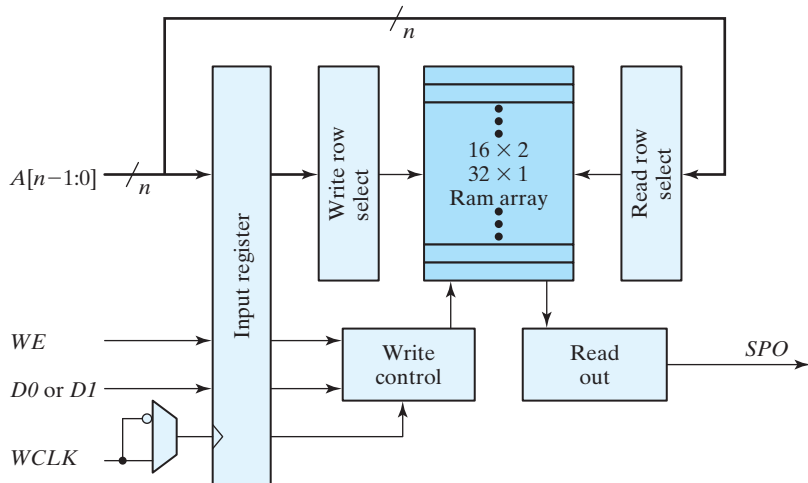 n
A[n−1:0]
n
Input register
Write row
select
16 × 2
32 × 1
Ram array
Read row
select
WE
D0 or D1
WCLK
Write
control
Read
out
SPO